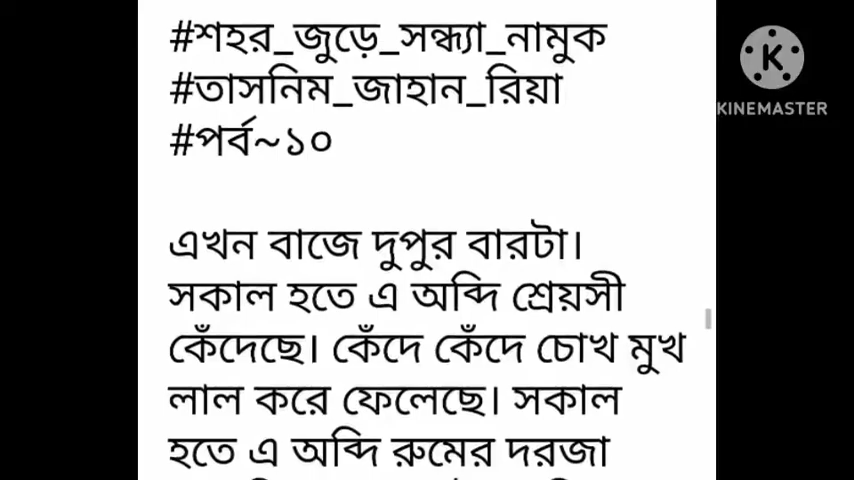 #শহর_জুড়ে_সন্ধ্যা_নামুক
#তাসনিম_জাহান_রিয়া
#পর্ব~১০
এখন বাজে দুপুর বারটা।
সকাল হতে এ অব্দি শ্রেয়সী
কেঁদেছে। কেঁদে কেঁদে চোখ মুখ
লাল করে ফেলেছে। সকাল
হতে এ অব্দি রুমের দরজা
KINEMASTER